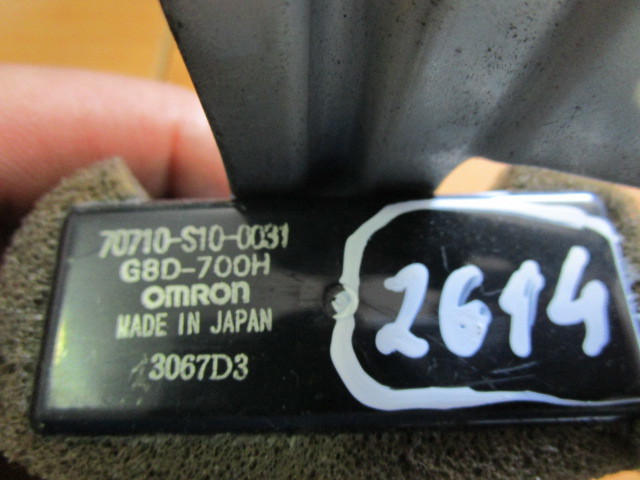 70710-S10-0031
G8D-700H
OMRON
MADE IN JAPAN
3067D3
2614